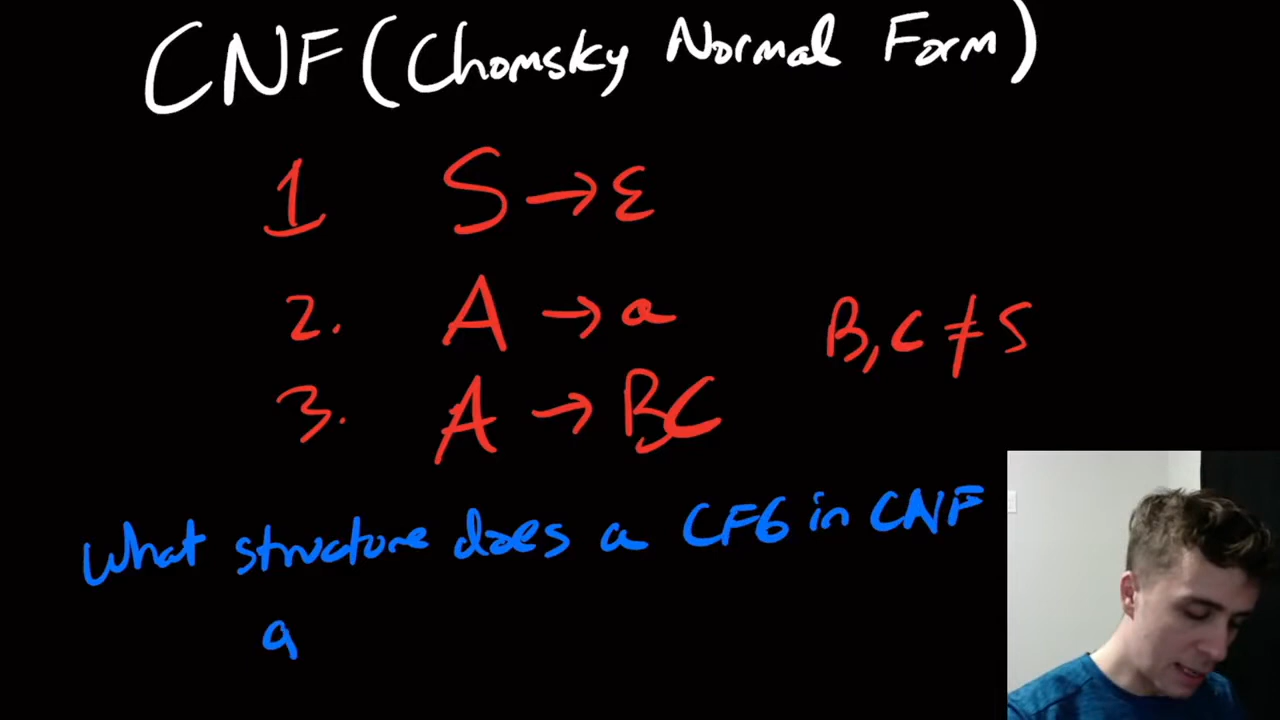 CNF (Chomsky Normal Form)
1 S → ε
2. A → a
B, C ≠ S
3. A → BC
What structure does a CFG in CNF
a